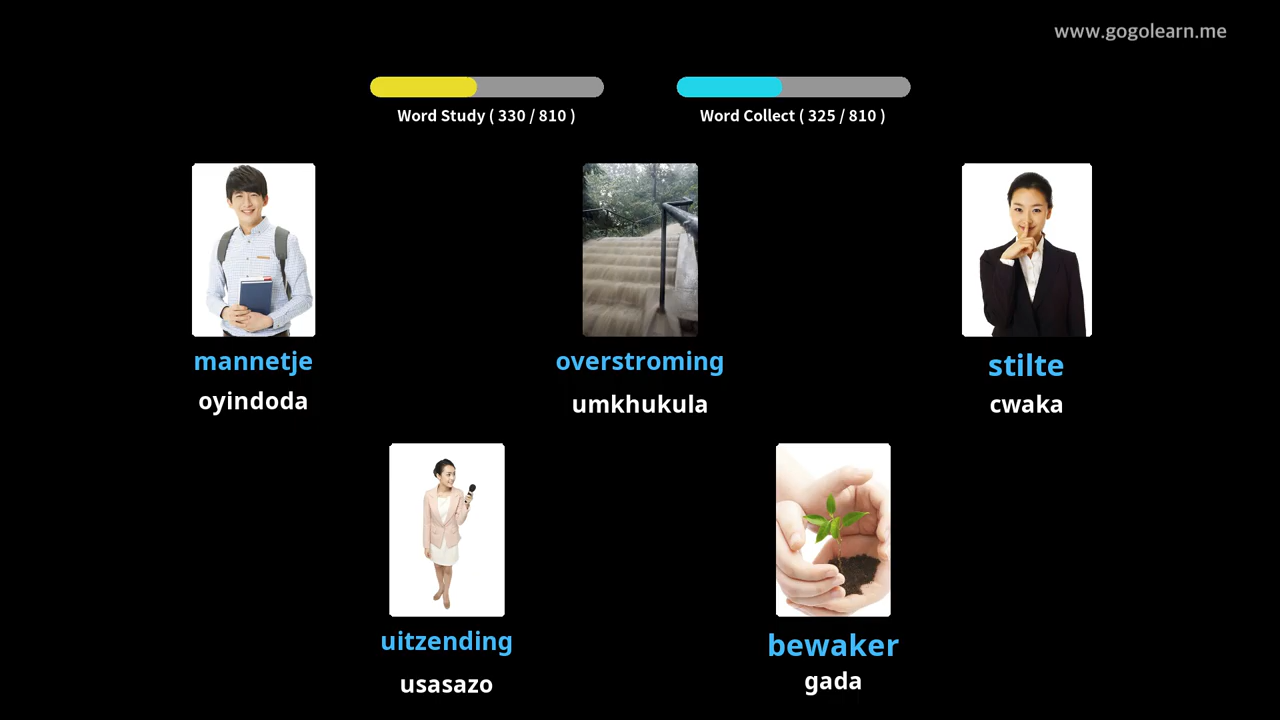 www.gogolearn.me
Word Study ( 330 / 810 )
Word Collect ( 325 / 810 )
mannetje
oyindoda
overstroming
umkhukula
stilte
cwaka
uitzending
usasazo
bewaker
gada